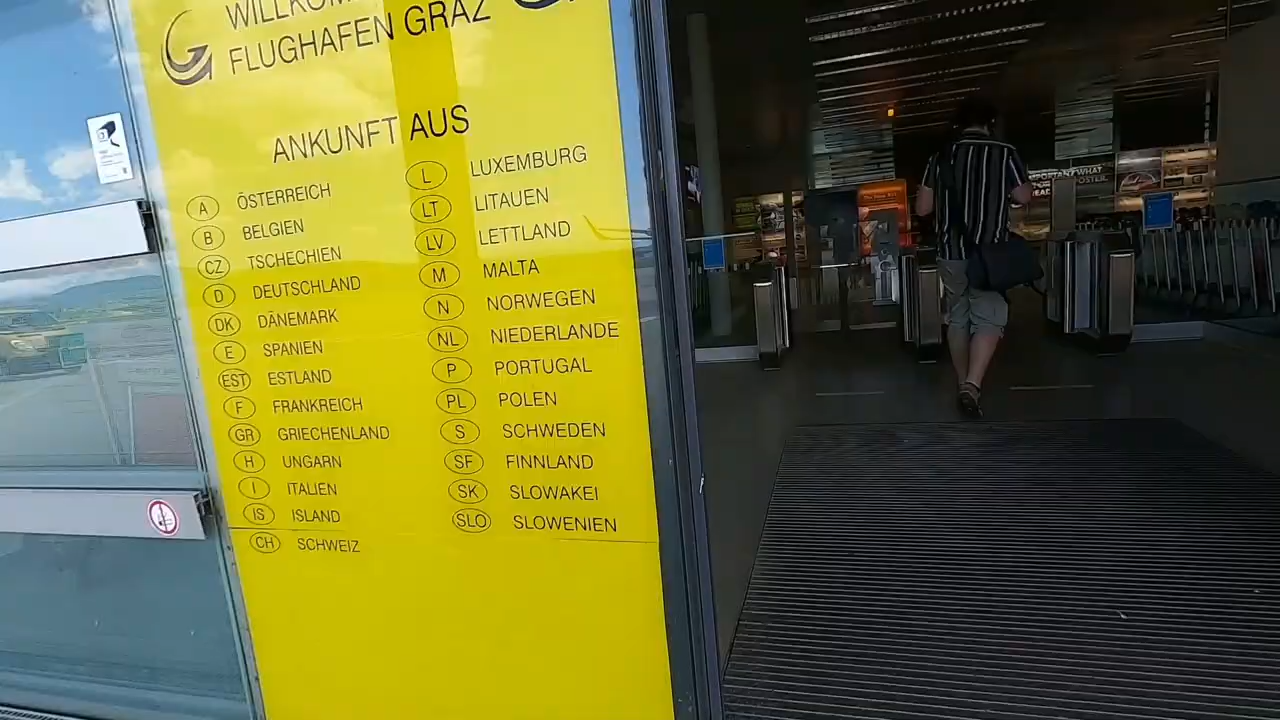 FLUGHAFEN GRAZ
ANKUNFT AUS
A ÖSTERREICH
B BELGIEN
CZ TSCHECHIEN
D DEUTSCHLAND
DK DÄNEMARK
E SPANIEN
EST ESTLAND
F FRANKREICH
GR GRIECHENLAND
H UNGARN
I ITALIEN
IS ISLAND
CH SCHWEIZ
L LUXEMBURG
LT LITAUEN
LV LETTLAND
M MALTA
N NORWEGEN
NL NIEDERLANDE
P PORTUGAL
PL POLEN
S SCHWEDEN
SF FINNLAND
SK SLOWAKEI
SLO SLOWENIEN